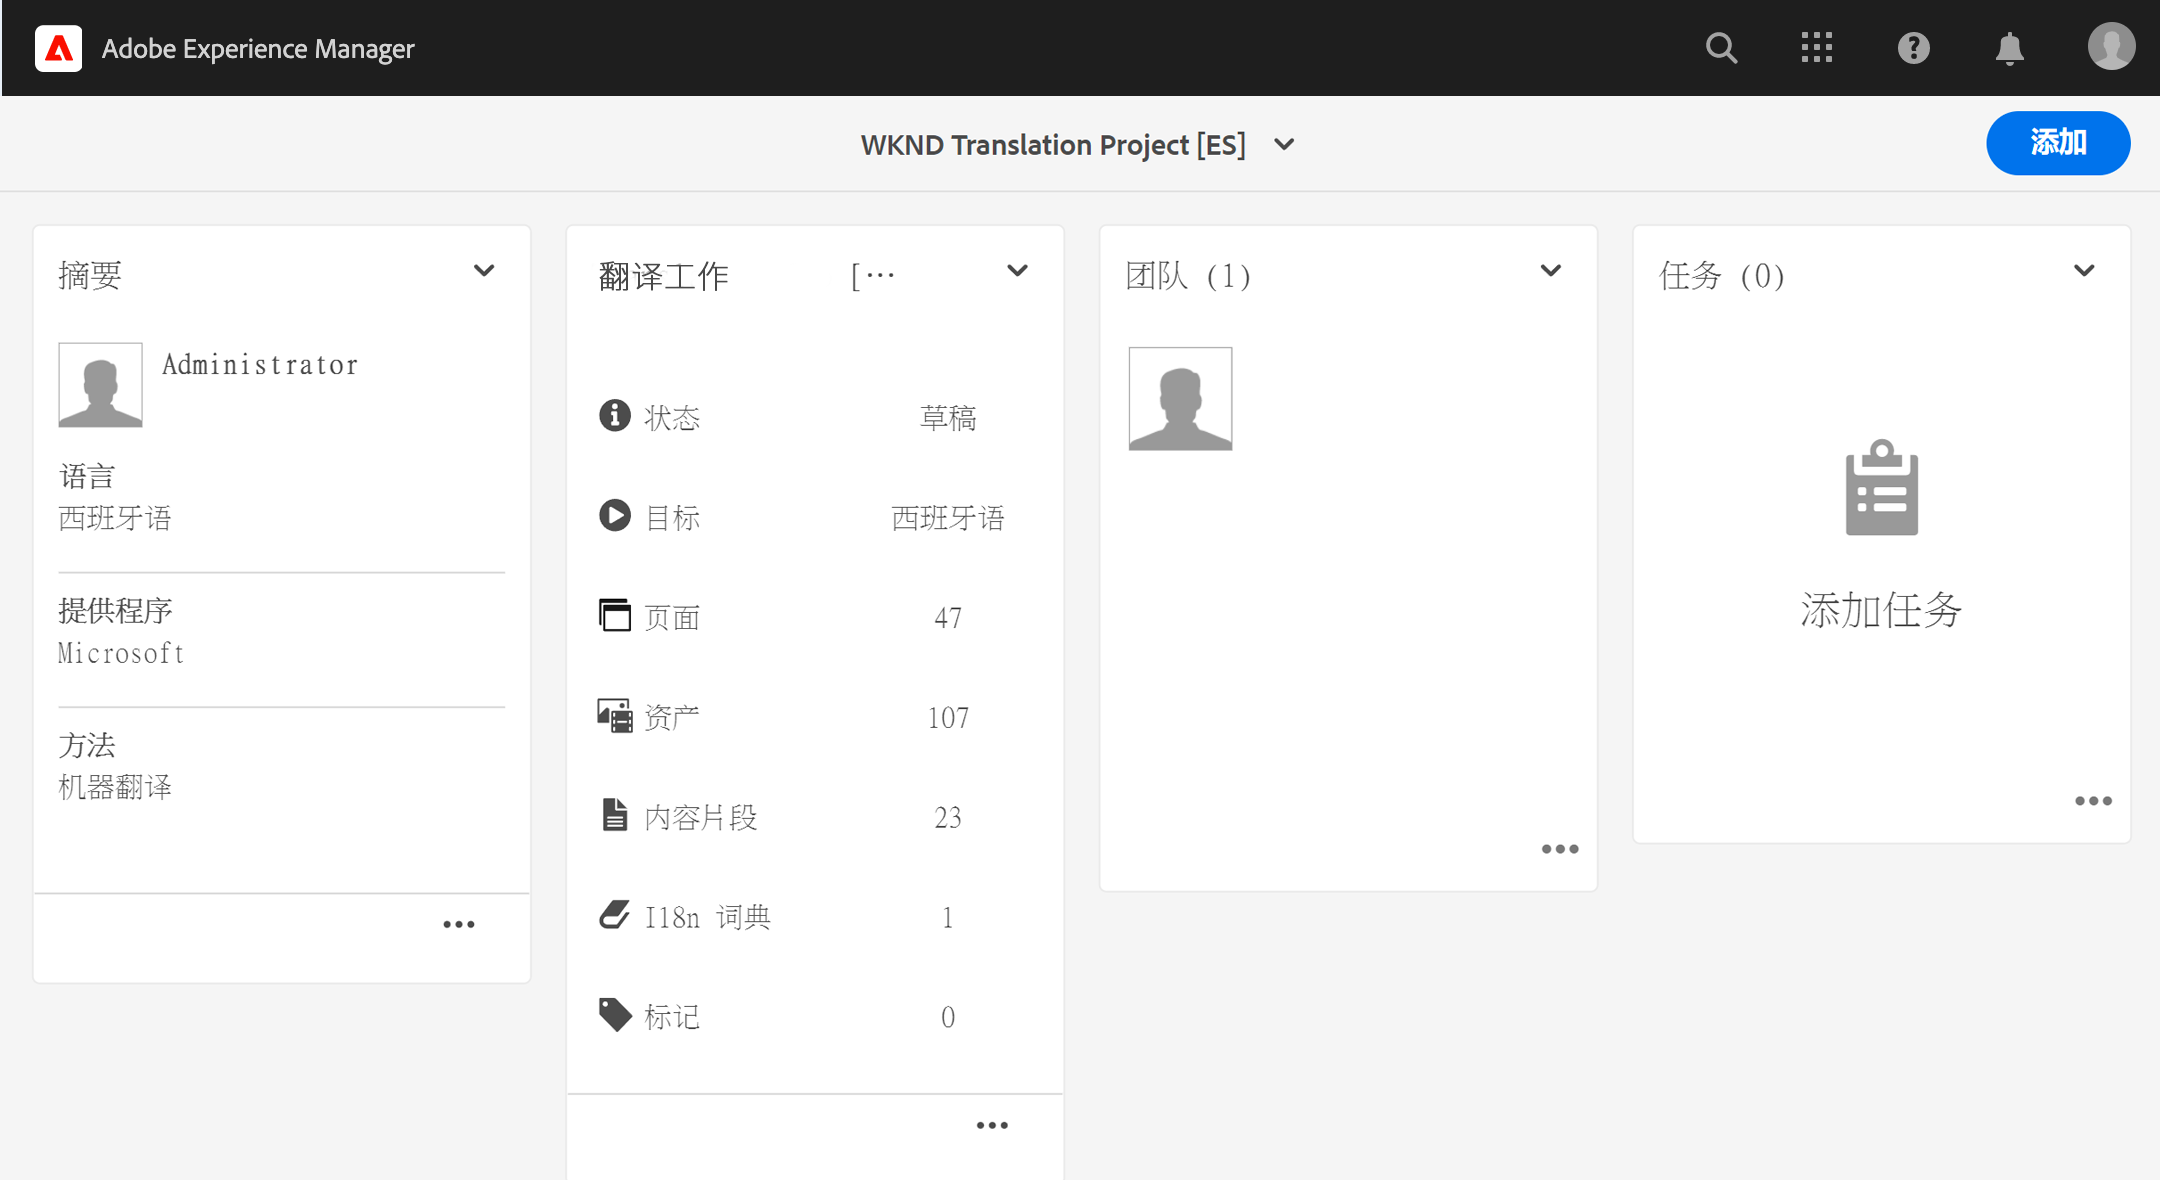 Adobe Experience Manager
WKND Translation Project [ES]
添加
摘要
Administrator
语言
西班牙语
提供程序
Microsoft
方法
机器翻译
翻译工作 [···
状态 草稿
目标 西班牙语
页面 47
资产 107
内容片段 23
I18n 词典 1
标记 0
团队 (1)
任务 (0)
添加任务